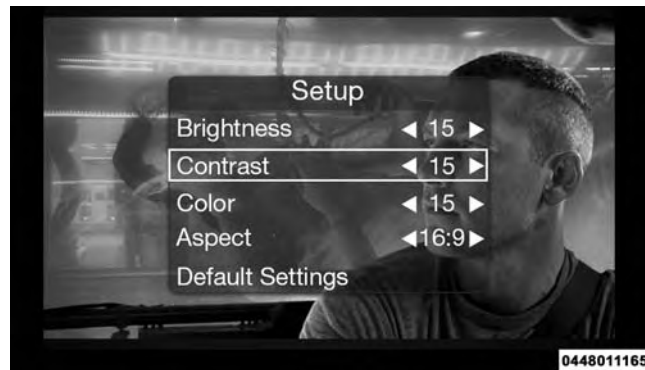 Setup
Brightness ◀ 15 ▶
Contrast ◀ 15 ▶
Color ◀ 15 ▶
Aspect ◀16:9▶
Default Settings
0448011165